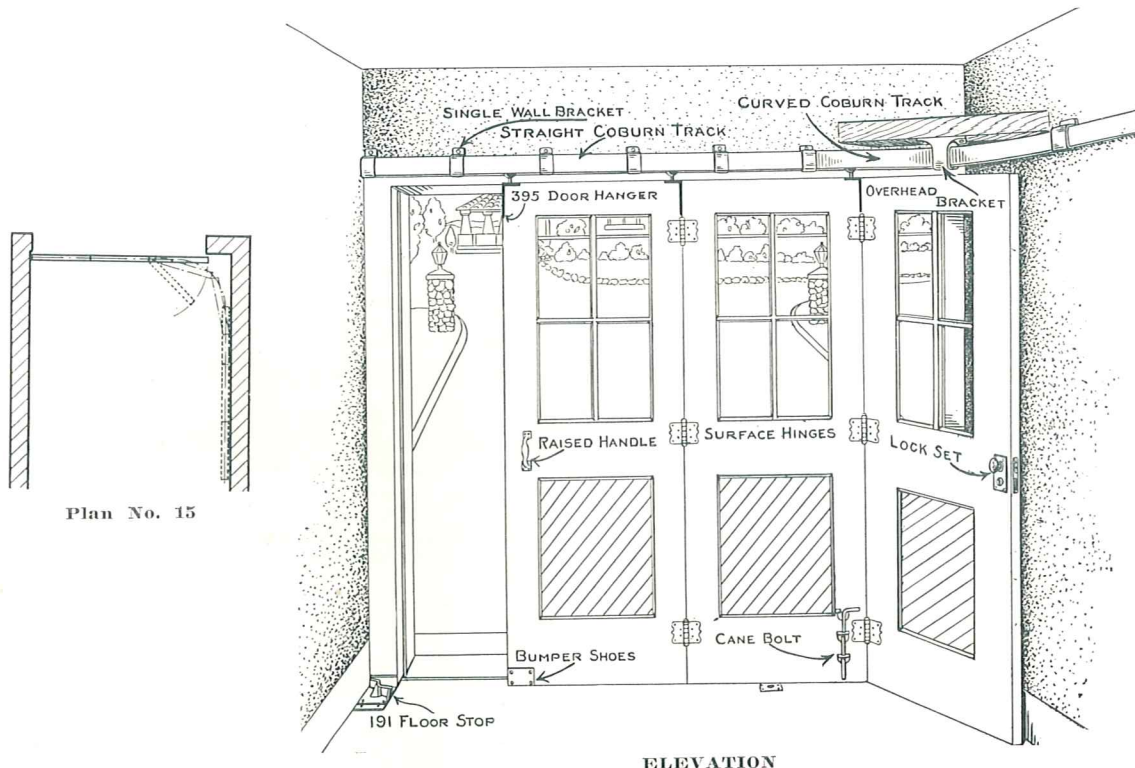 SINGLE WALL BRACKET
STRAIGHT COBURN TRACK
CURVED COBURN TRACK
395 DOOR HANGER
OVERHEAD
BRACKET
RAISED HANDLE
SURFACE HINGES
LOCK SET
Plan No. 15
CANE BOLT
BUMPER SHOES
191 FLOOR STOP
ELEVATION